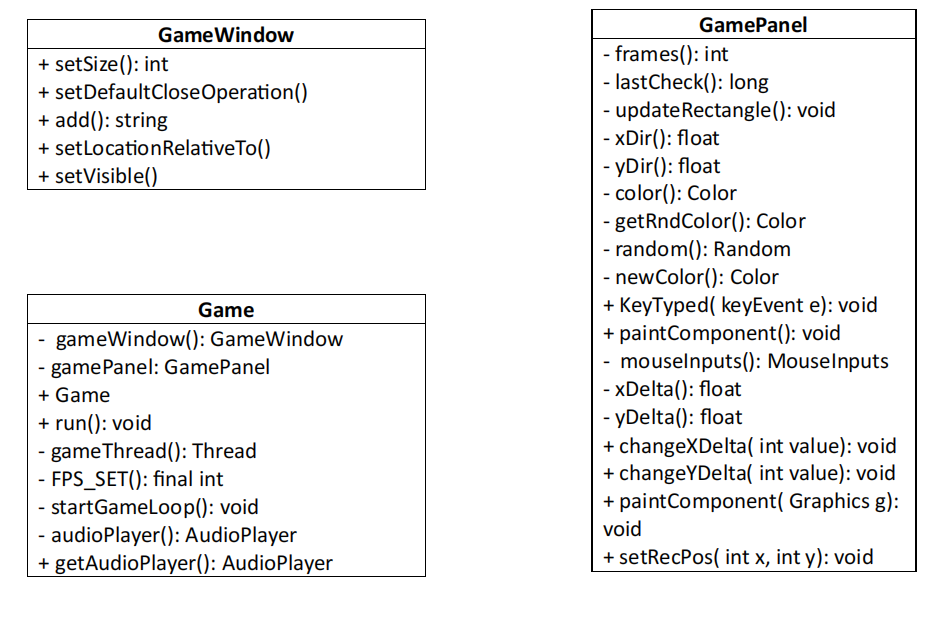 GameWindow
+ setSize(): int
+ setDefaultCloseOperation()
+ add(): string
+ setLocationRelativeTo()
+ setVisible()
Game
- gameWindow(): GameWindow
- gamePanel: GamePanel
+ Game
+ run(): void
- gameThread(): Thread
- FPS_SET(): final int
- startGameLoop(): void
- audioPlayer(): AudioPlayer
+ getAudioPlayer(): AudioPlayer
GamePanel
- frames(): int
- lastCheck(): long
- updateRectangle(): void
- xDir(): float
- yDir(): float
- color(): Color
- getRndColor(): Color
- random(): Random
- newColor(): Color
+ KeyTyped( keyEvent e): void
+ paintComponent(): void
- mouseInputs(): MouseInputs
- xDelta(): float
- yDelta(): float
+ changeXDelta( int value): void
+ changeYDelta( int value): void
+ paintComponent( Graphics g):
void
+ setRecPos( int x, int y): void